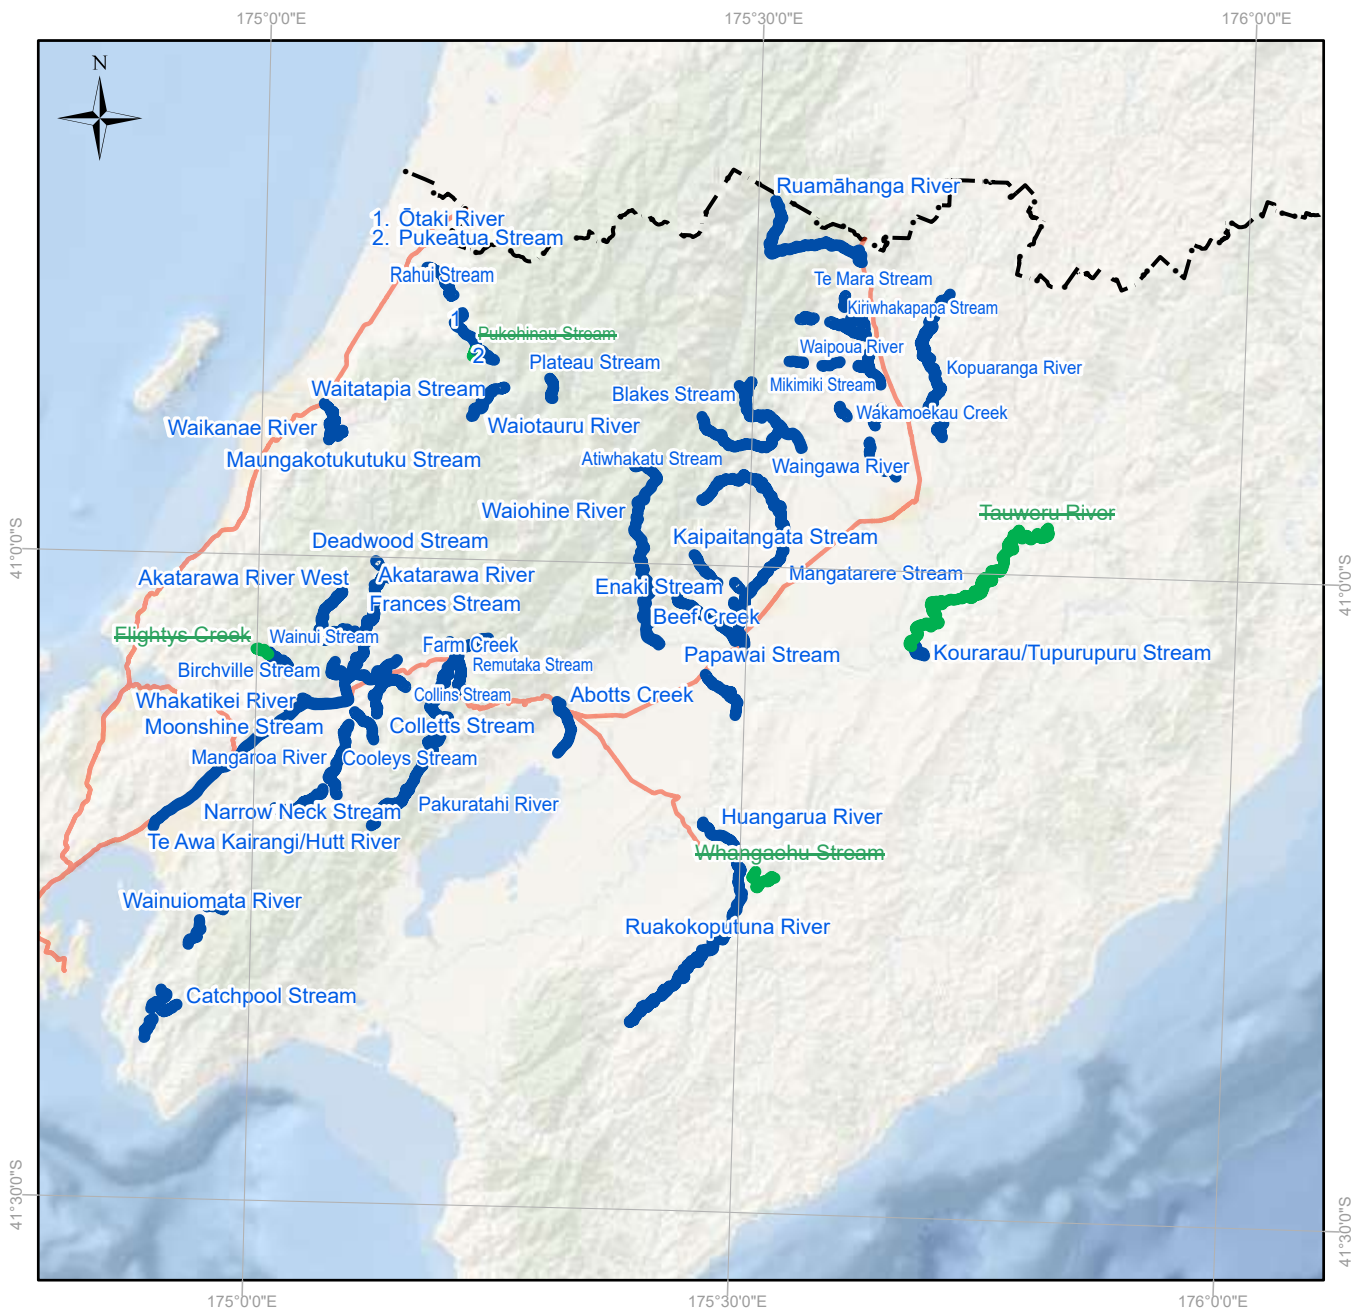 175°0'0"E
175°30'0"E
176°0'0"E
N
Ruamāhanga River
1. Ōtaki River
2. Pukeatua Stream
Rahui Stream
Te Mara Stream
Kiriwhakapapa Stream
1
Pukehinau Stream
Waipoua River
2
Plateau Stream
Kopuaranga River
Waitatapia Stream
Mikimiki Stream
Blakes Stream
Wakamoekau Creek
Waikanae River
Waiotauru River
Maungakotukutuku Stream
Atiwhakatu Stream
Waingawa River
Waiohine River
Tauweru River
Deadwood Stream
Kaipaitangata Stream
41°0'0"S
Akatarawa River West
Akatarawa River
Mangatarere Stream
41°0'0"S
Enaki Stream
Frances Stream
Beef Creek
Flightys Creek
Wainui Stream
Farm Creek
Papawai Stream
Kourarau/Tupurupuru Stream
Birchville Stream
Remutaka Stream
Whakatikei River
Collins Stream
Abotts Creek
Moonshine Stream
Colletts Stream
Mangaroa River
Cooleys Stream
Narrow Neck Stream
Pakuratahi River
Huangarua River
Te Awa Kairangi/Hutt River
Whangaehu Stream
Wainuiomata River
Ruakokoputuna River
Catchpool Stream
41°30'0"S
41°30'0"S
175°0'0"E
175°30'0"E
176°0'0"E